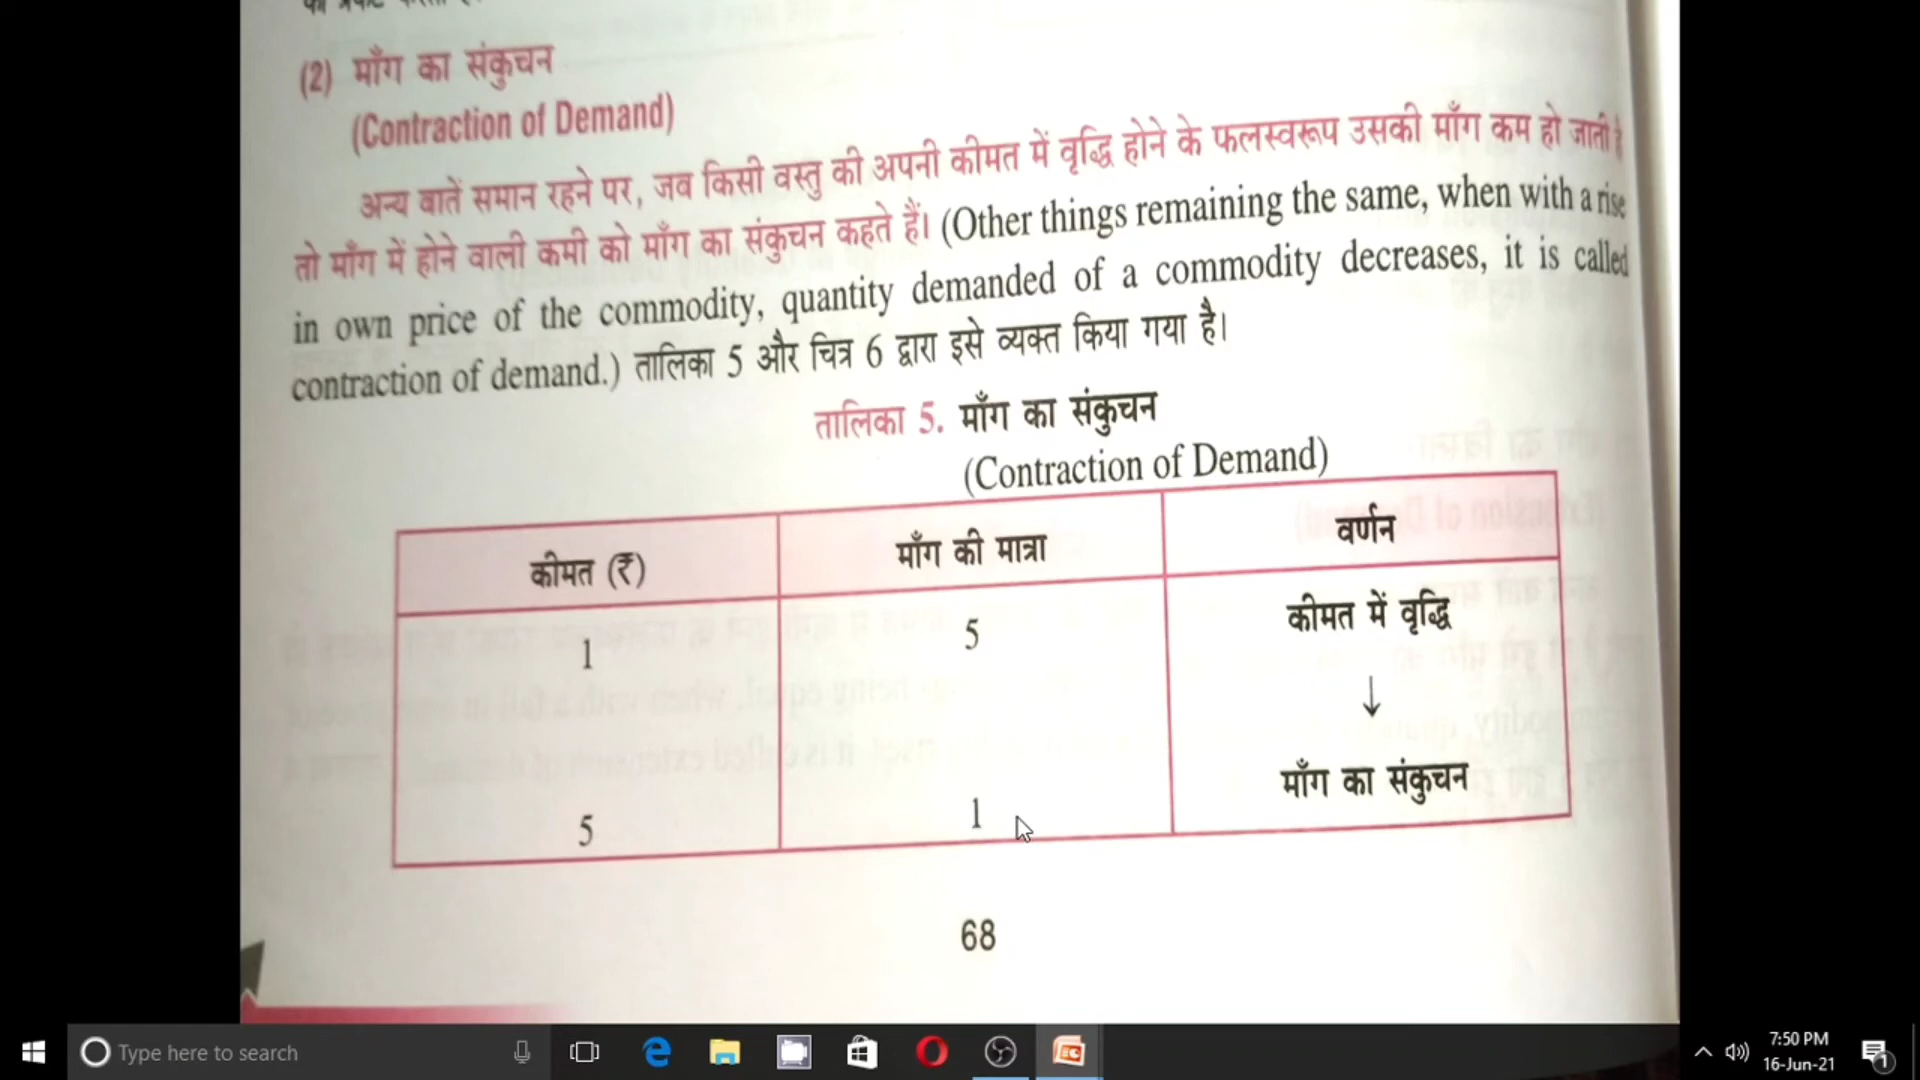 (2) माँग का संकुचन
(Contraction of Demand)
अन्य बातें समान रहने पर, जब किसी वस्तु की अपनी कीमत में वृद्धि होने के फलस्वरूप उसकी माँग कम हो जाती है
तो माँग में होने वाली कमी को माँग का संकुचन कहते हैं। (Other things remaining the same, when with a rise
in own price of the commodity, quantity demanded of a commodity decreases, it is called
contraction of demand.) तालिका 5 और चित्र 6 द्वारा इसे व्यक्त किया गया है।
तालिका 5. माँग का संकुचन
(Contraction of Demand)
कीमत (₹) माँग की मात्रा वर्णन
1 5 कीमत में वृद्धि
↓
5 1 माँग का संकुचन
68
Type here to search
7:50 PM
16-Jun-21
1